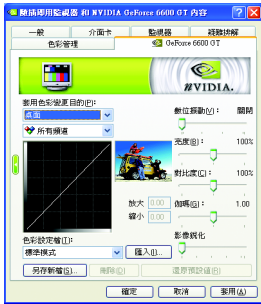 隨插即用監視器 和 NVIDIA GeForce 6600 GT 內容
一般
介面卡
監視器
疑難排解
色彩管理
GeForce 6600 GT
NVIDIA.
套用色彩變更目的(P):
桌面
所有頻道
數位振動(V): 關閉
亮度(B): 100%
對比度(C): 100%
放大 0.00
縮小 0.00
伽瑪(G): 1.00
影像銳化
色彩設定檔(I):
標準模式
匯入(I)...
另存新檔(S)...
刪除(D)
還原預設值(R)
確定
取消
套用(A)